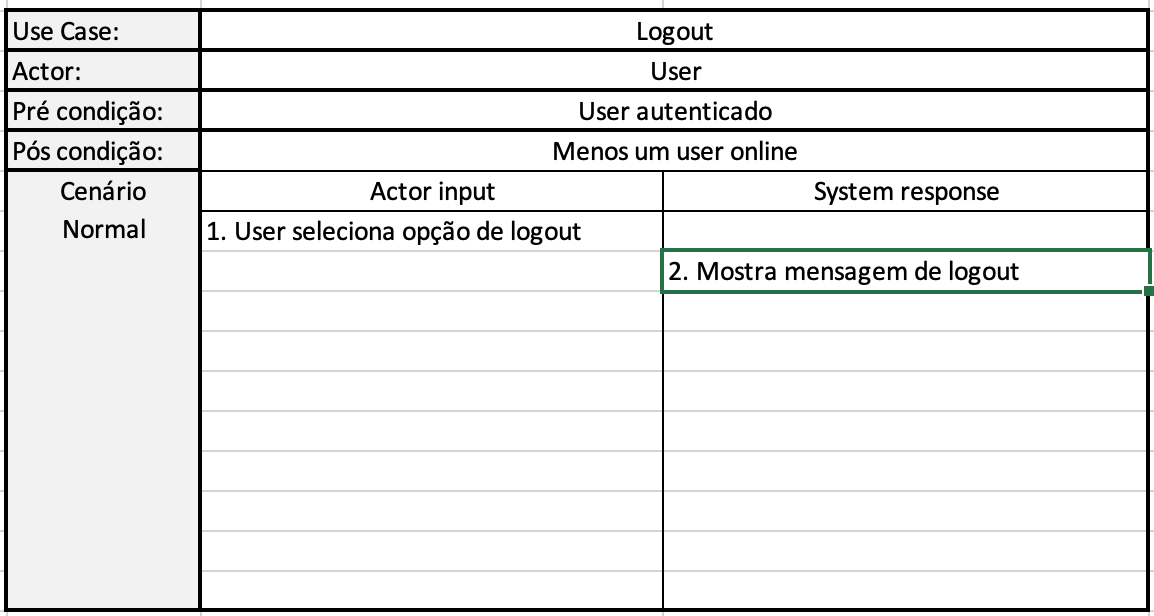 Use Case: Logout
Actor: User
Pré condição: User autenticado
Pós condição: Menos um user online
Cenário Actor input System response
Normal 1. User seleciona opção de logout
2. Mostra mensagem de logout